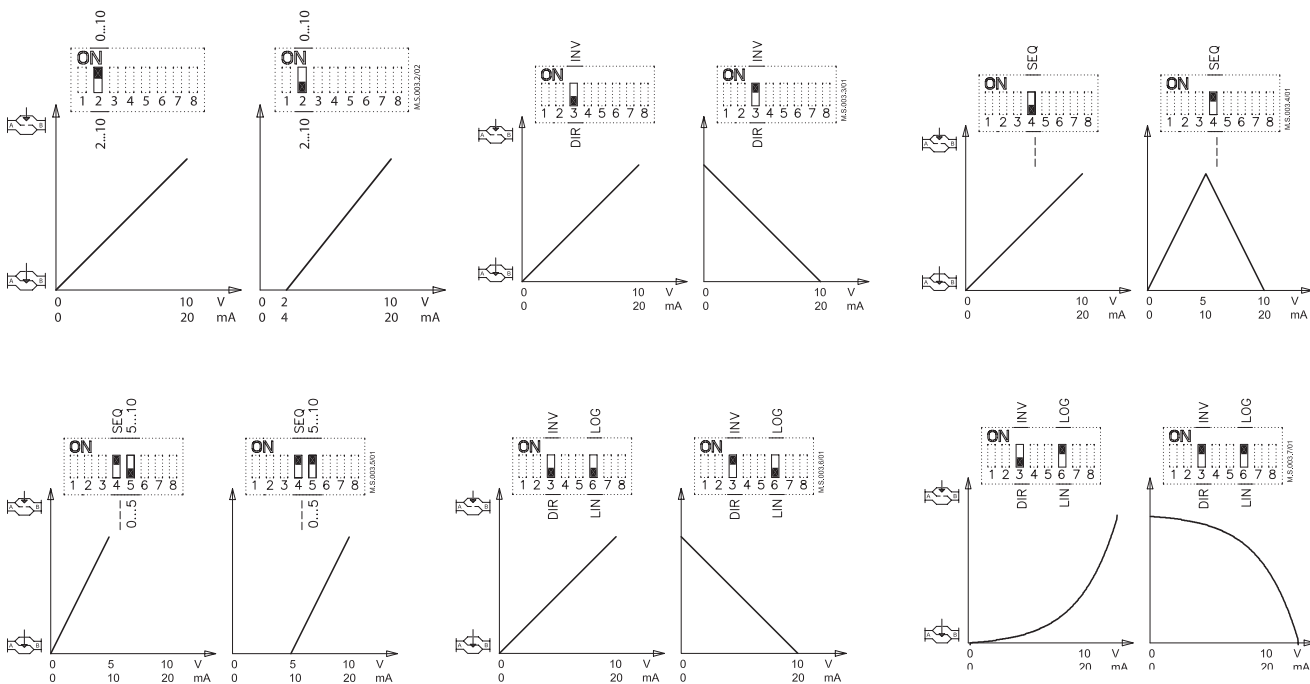 0...10
0...10
ON
1 2 3 4 5 6 7 8
2...10
ON
1 2 3 4 5 6 7 8
2...10
M.S.003.2/02
A B
A B
0 10 V
0 20 mA
0 2 10 V
0 4 20 mA
INV
INV
ON
1 2 3 4 5 6 7 8
DIR
ON
1 2 3 4 5 6 7 8
DIR
M.S.003.3/01
A B
A B
0 10 V
0 20 mA
0 10 V
0 20 mA
SEQ
SEQ
ON
1 2 3 4 5 6 7 8
ON
1 2 3 4 5 6 7 8
M.S.003.4/01
A B
A B
0 10 V
0 20 mA
0 5 10 V
0 10 20 mA
SEQ
5...10
SEQ
5...10
ON
1 2 3 4 5 6 7 8
0...5
ON
1 2 3 4 5 6 7 8
0...5
M.S.003.5/01
A B
A B
0 5 10 V
0 10 20 mA
0 5 10 V
0 10 20 mA
INV LOG
INV LOG
ON
1 2 3 4 5 6 7 8
DIR LIN
ON
1 2 3 4 5 6 7 8
DIR LIN
M.S.003.6/01
A B
A B
0 10 V
0 20 mA
0 10 V
0 20 mA
INV LOG
INV LOG
ON
1 2 3 4 5 6 7 8
DIR LIN
ON
1 2 3 4 5 6 7 8
DIR LIN
M.S.003.7/01
A B
A B
0 10 V
0 20 mA
0 10 V
0 20 mA